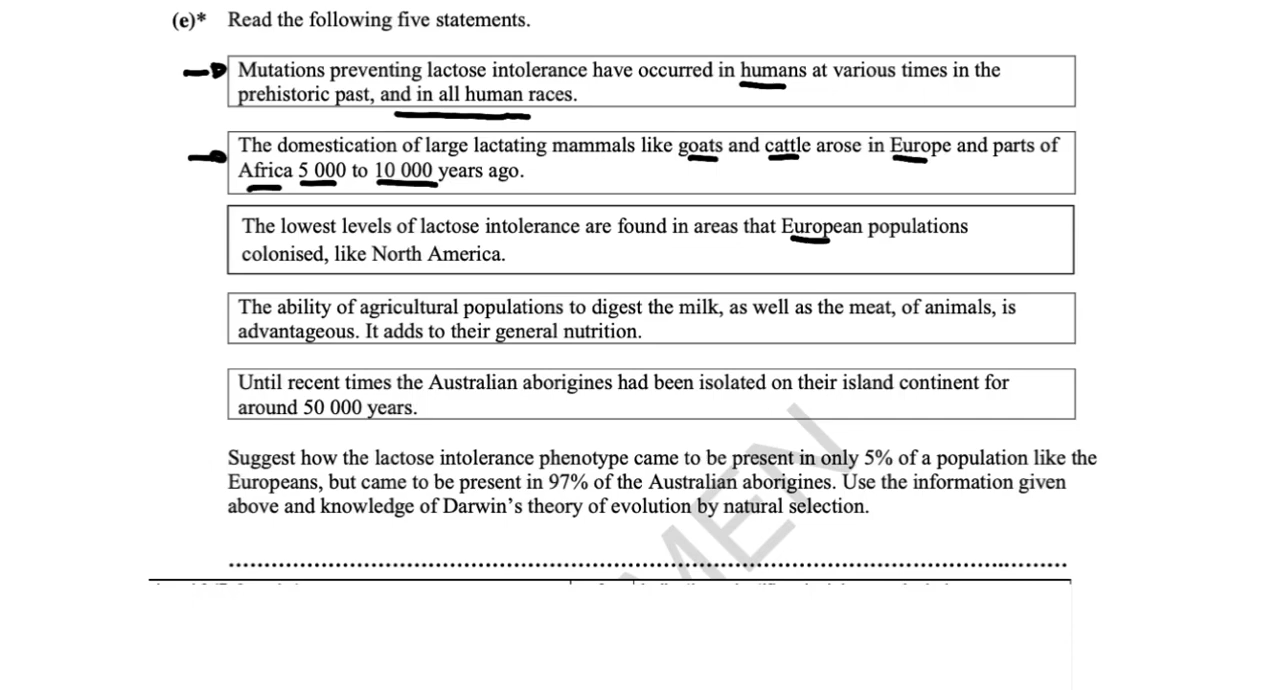 (e)* Read the following five statements.
Mutations preventing lactose intolerance have occurred in humans at various times in the
prehistoric past, and in all human races.
The domestication of large lactating mammals like goats and cattle arose in Europe and parts of
Africa 5 000 to 10 000 years ago.
The lowest levels of lactose intolerance are found in areas that European populations
colonised, like North America.
The ability of agricultural populations to digest the milk, as well as the meat, of animals, is
advantageous. It adds to their general nutrition.
Until recent times the Australian aborigines had been isolated on their island continent for
around 50 000 years.
Suggest how the lactose intolerance phenotype came to be present in only 5% of a population like the
Europeans, but came to be present in 97% of the Australian aborigines. Use the information given
above and knowledge of Darwin's theory of evolution by natural selection.
MEN